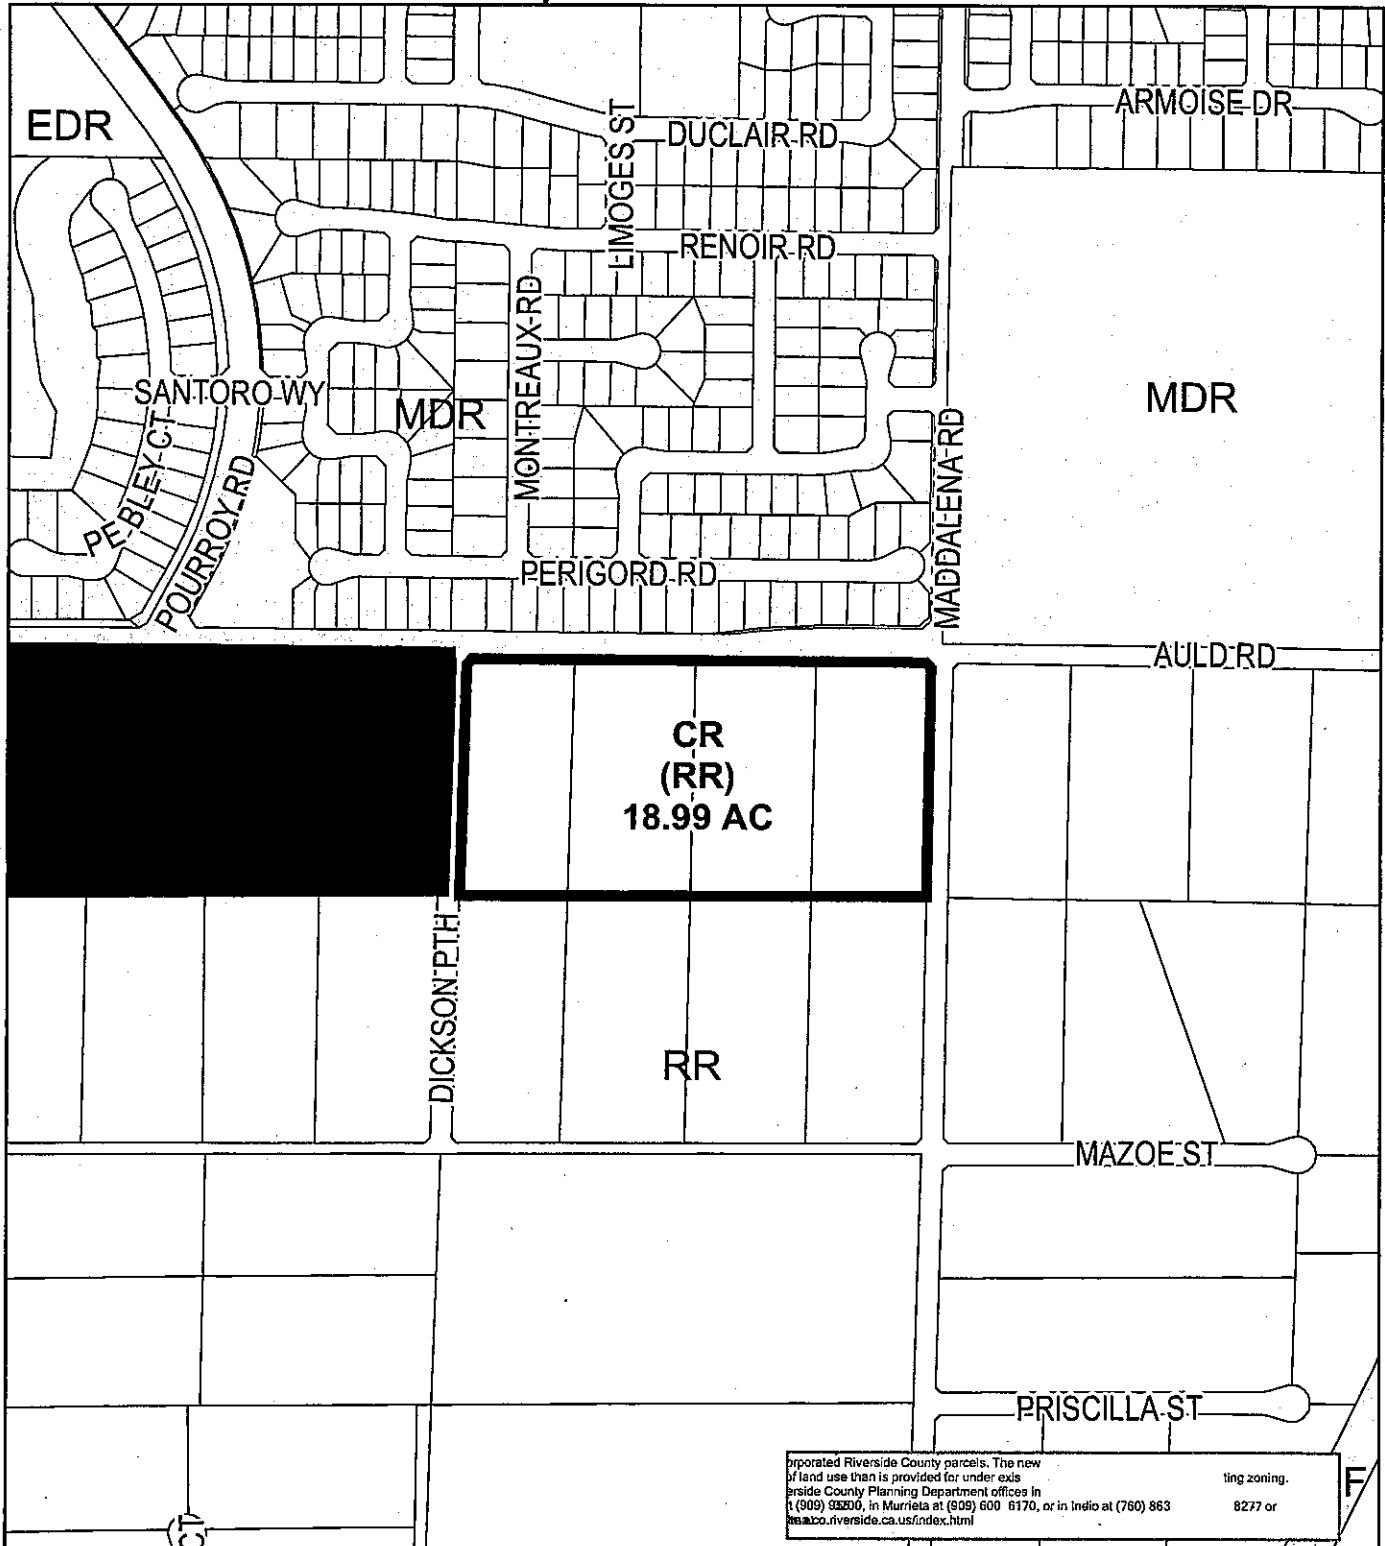 ARMOISE DR
EDR
DUCLAIR RD
LIMOGES ST
RENOIR RD
MONTREAUX RD
SANTORO WY
MDR
MDR
PEBLEY CT
POURROY RD
MADDALENA RD
PERIGORD RD
AULD RD
CR
(RR)
18.99 AC
DICKSON PTH
RR
MAZOE ST
PRISCILLA ST
orporated Riverside County parcels. The new
of land use than is provided for under exis ting zoning.
erside County Planning Department offices in
t (909) in Murrieta at (909) 600 6170, or in Indio at (760) 863 8277 or
co.riverside.ca.us/index.html
F
CT